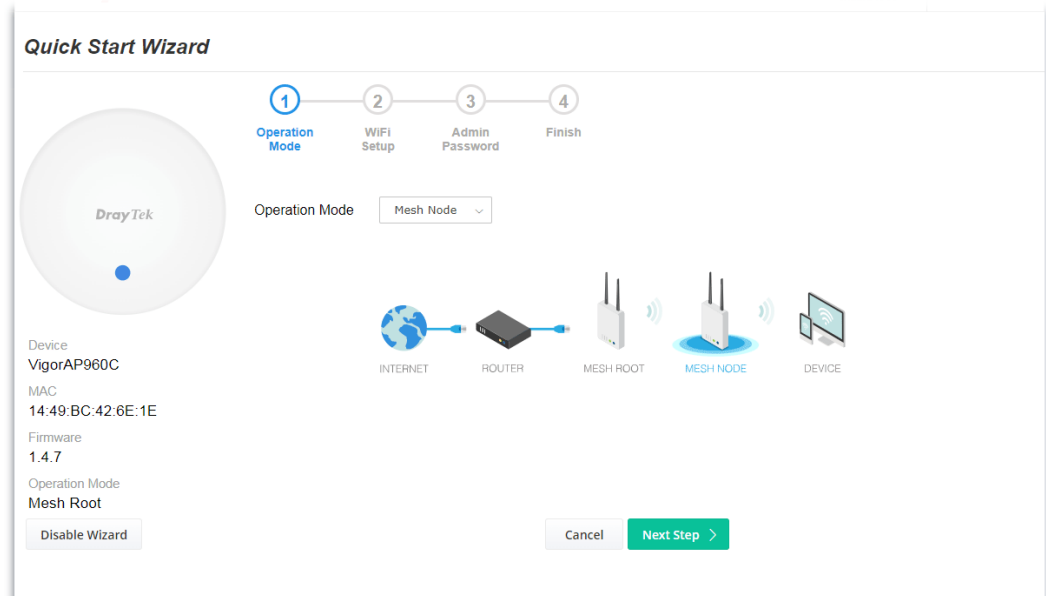 Quick Start Wizard
1
2
3
4
Operation
Mode
WiFi
Setup
Admin
Password
Finish
DrayTek
Operation Mode
Mesh Node
INTERNET
ROUTER
MESH ROOT
MESH NODE
DEVICE
Device
VigorAP960C
MAC
14:49:BC:42:6E:1E
Firmware
1.4.7
Operation Mode
Mesh Root
Disable Wizard
Cancel
Next Step